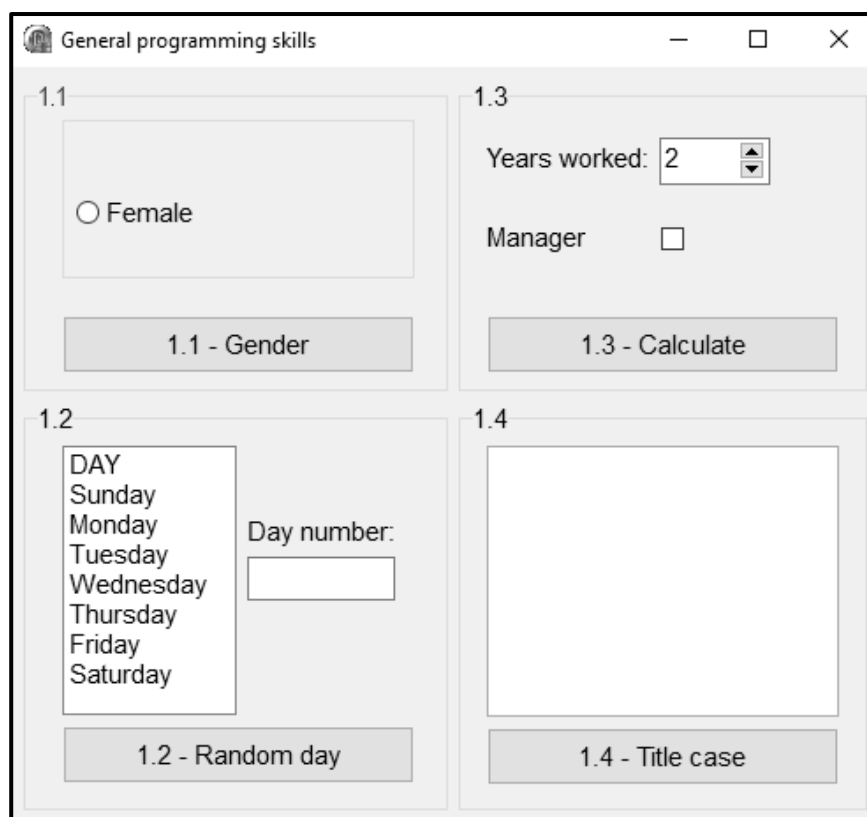 General programming skills
1.1
Female
1.1 - Gender
1.3
Years worked: 2
Manager
1.3 - Calculate
1.2
DAY
Sunday
Monday
Tuesday
Wednesday
Thursday
Friday
Saturday
Day number:
1.2 - Random day
1.4
1.4 - Title case